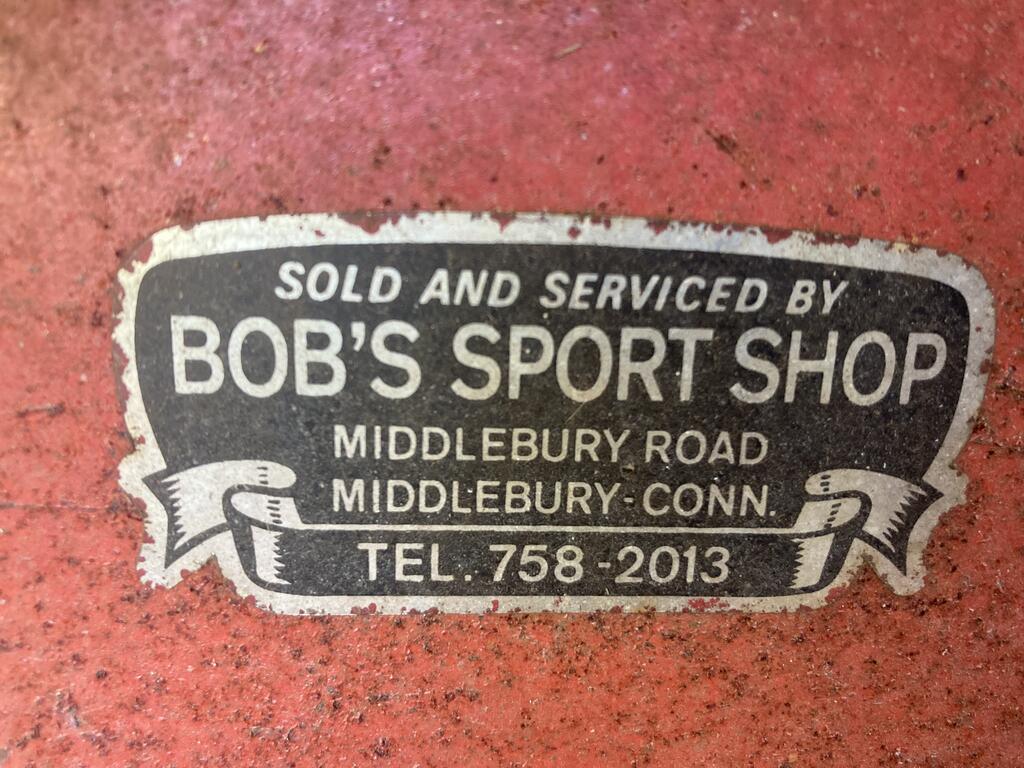 SOLD AND SERVICED BY
BOB'S SPORT SHOP
MIDDLEBURY ROAD
MIDDLEBURY-CONN.
TEL. 758-2013